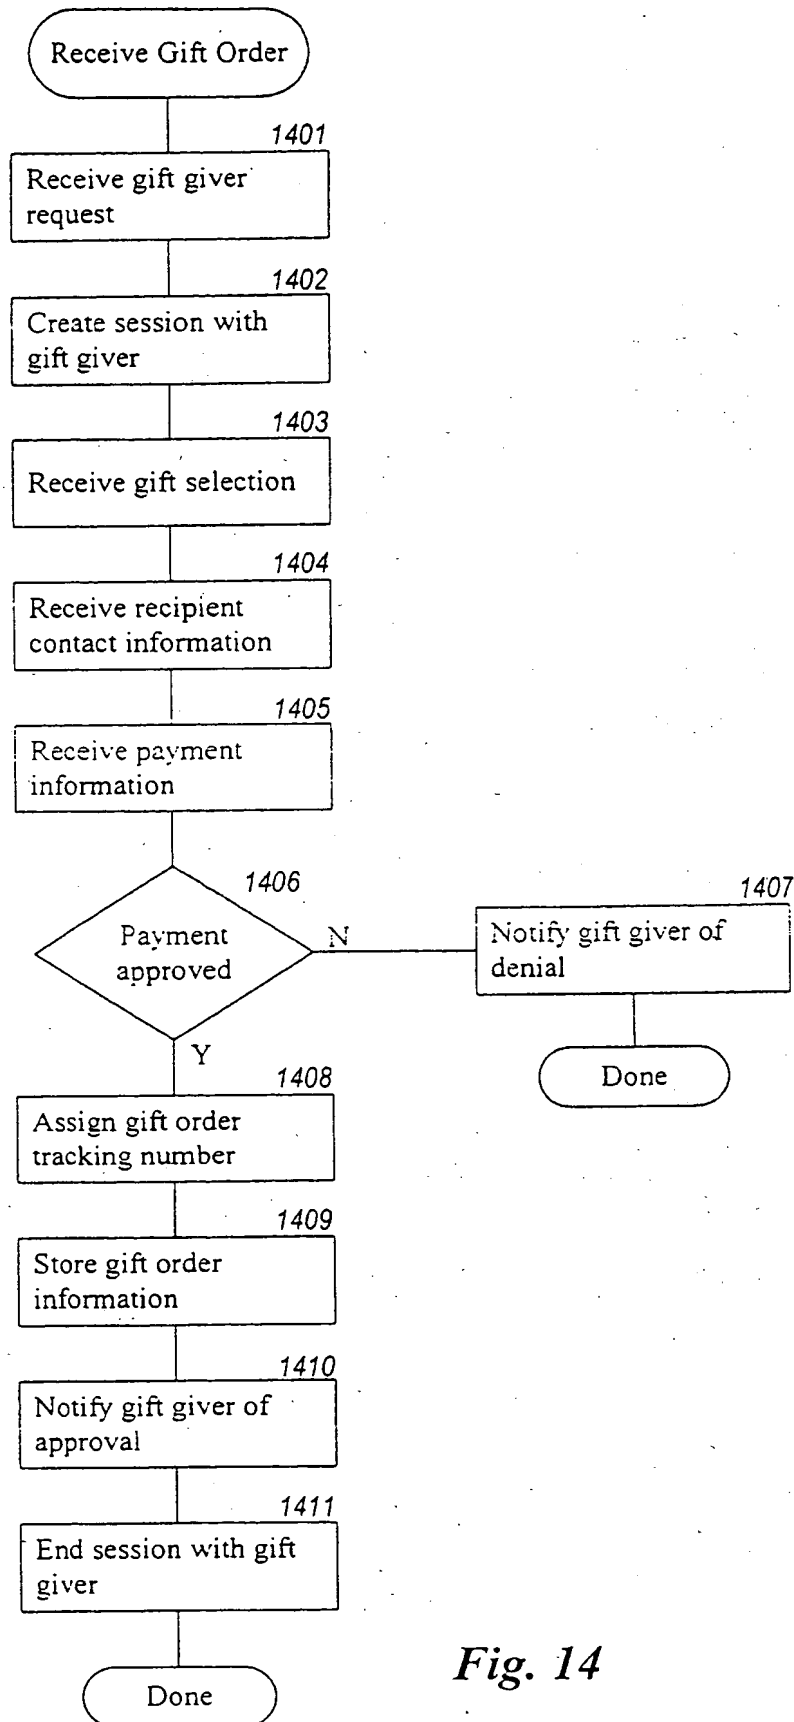 Receive Gift Order
1401
Receive gift giver
request
1402
Create session with
gift giver
1403
Receive gift selection
1404
Receive recipient
contact information
1405
Receive payment
information
1406
Payment
approved
N
1407
Notify gift giver of
denial
Done
Y
1408
Assign gift order
tracking number
1409
Store gift order
information
1410
Notify gift giver of
approval
1411
End session with gift
giver
Done
Fig. 14